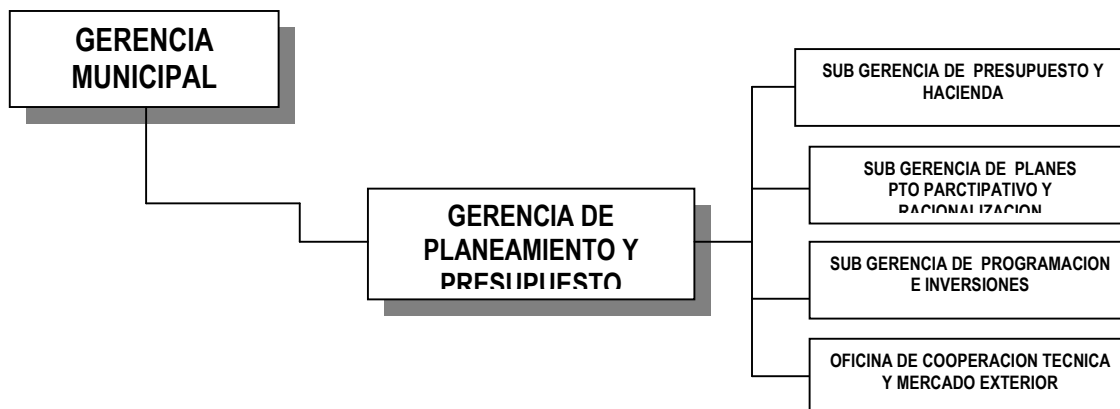 GERENCIA
MUNICIPAL
SUB GERENCIA DE PRESUPUESTO Y
HACIENDA
SUB GERENCIA DE PLANES
PTO PARCTIPATIVO Y
RACIONALIZACION
GERENCIA DE
PLANEAMIENTO Y
PRESUPUESTO
SUB GERENCIA DE PROGRAMACION
E INVERSIONES
OFICINA DE COOPERACION TECNICA
Y MERCADO EXTERIOR